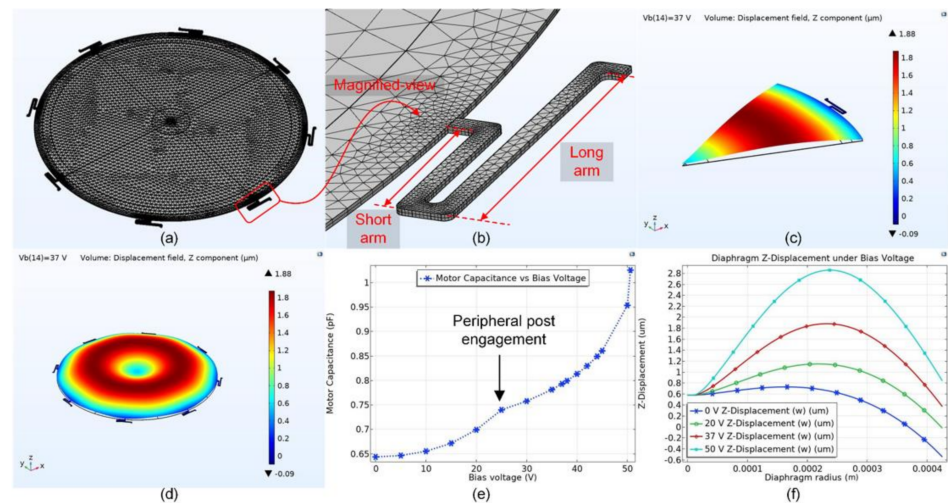 Magnified-view
Short
arm
Long
arm
(a)
(b)
Vb(14)=37 V Volume: Displacement field, Z component (μm)
▲ 1.88
1.8
1.6
1.4
1.2
1
0.8
0.6
0.4
0.2
0
▼ -0.09
y z x
(c)
Vb(14)=37 V Volume: Displacement field, Z component (μm)
▲ 1.88
1.8
1.6
1.4
1.2
1
0.8
0.6
0.4
0.2
0
▼ -0.09
y z x
(d)
Motor Capacitance vs Bias Voltage
Peripheral post
engagement
Motor Capacitance (pF)
1
0.95
0.9
0.85
0.8
0.75
0.7
0.65
0 10 20 30 40 50
Bias voltage (V)
(e)
Diaphragm Z-Displacement under Bias Voltage
Z-Displacement (um)
2.8
2.6
2.4
2.2
2
1.8
1.6
1.4
1.2
1
0.8
0.6
0.4
0.2
-0
-0.2
-0.4
-0.6
0 V Z-Displacement (w) (um)
20 V Z-Displacement (w) (um)
37 V Z-Displacement (w) (um)
50 V Z-Displacement (w) (um)
0 0.0001 0.0002 0.0003 0.0004
Diaphragm radius (m)
(f)